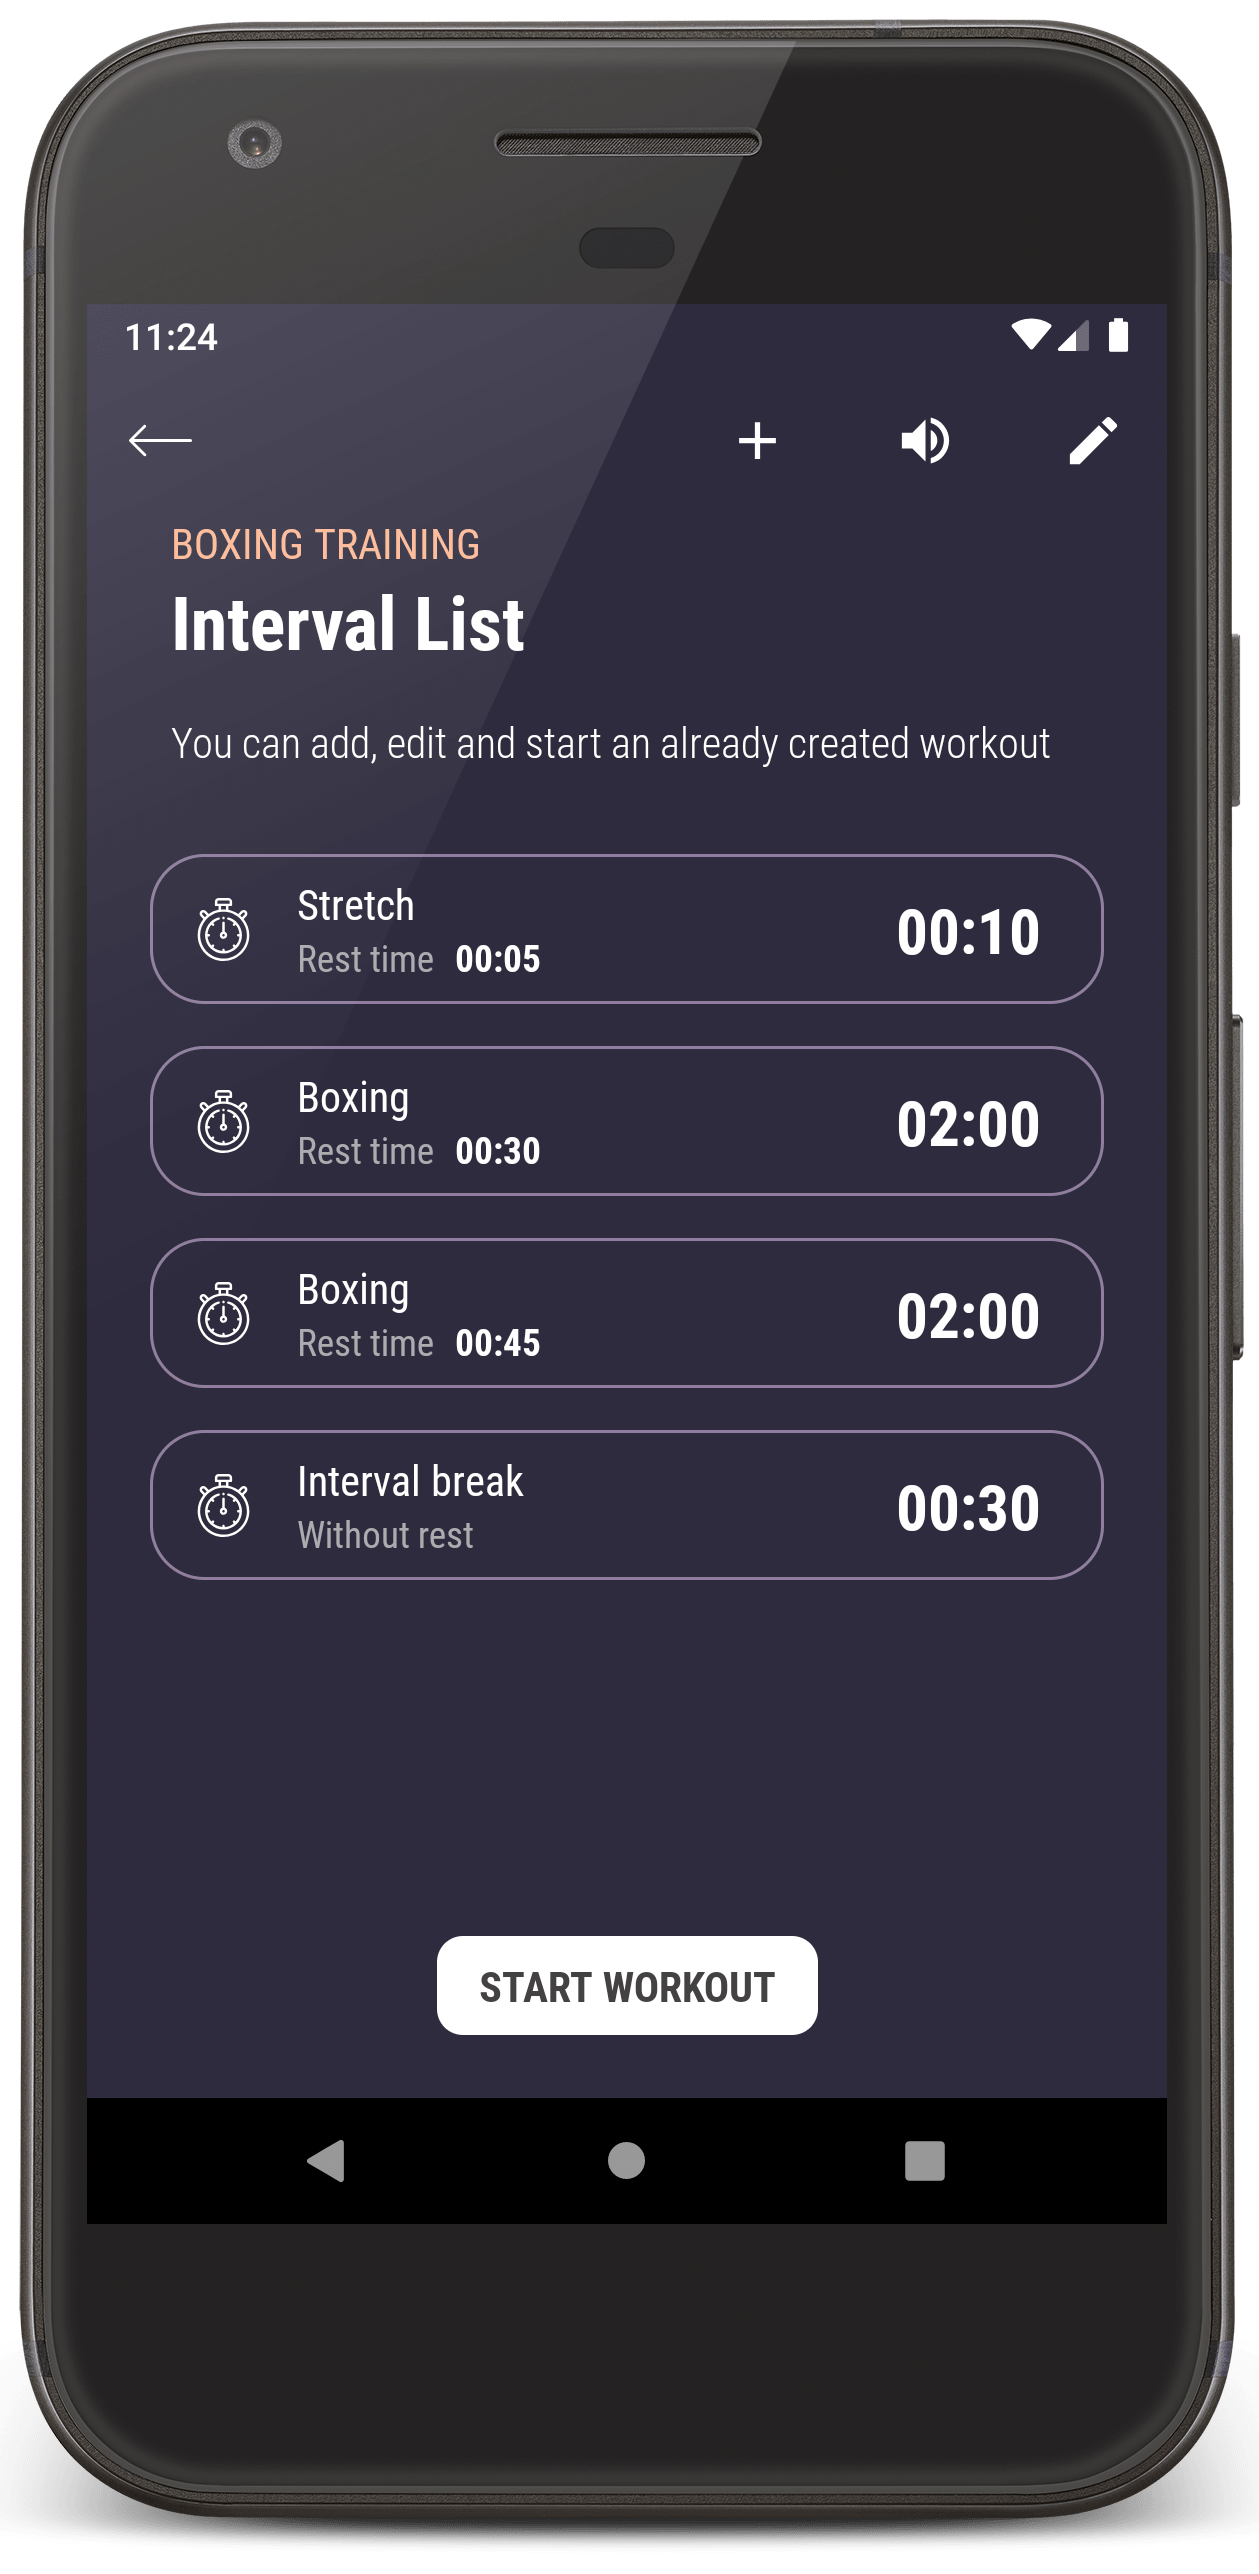 11:24
BOXING TRAINING
Interval List
You can add, edit and start an already created workout
Stretch
00:10
Rest time 00:05
Boxing
02:00
Rest time 00:30
Boxing
02:00
Rest time 00:45
Interval break
00:30
Without rest
START WORKOUT